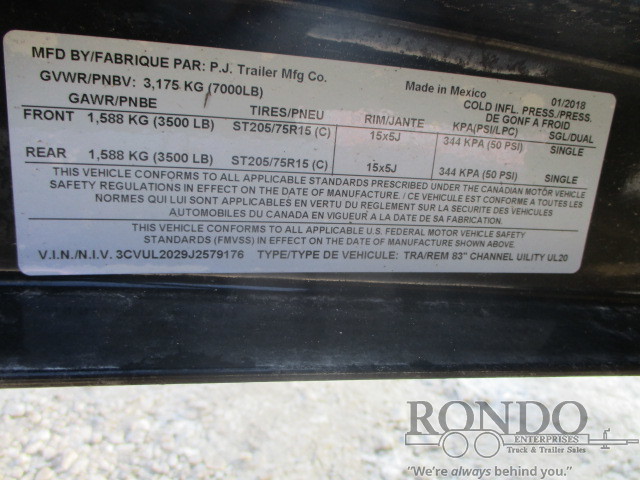 MFD BY/FABRIQUE PAR: P.J. Trailer Mfg Co.
GVWR/PNBV: 3,175 KG (7000LB) Made in Mexico 01/2018
GAWR/PNBE TIRES/PNEU RIM/JANTE COLD INFL. PRESS./PRESS.
DE GONF A FROID
KPA(PSI/LPC) SGL/DUAL
FRONT 1,588 KG (3500 LB) ST205/75R15 (C) 15x5J 344 KPA (50 PSI) SINGLE
REAR 1,588 KG (3500 LB) ST205/75R15 (C) 15x5J 344 KPA (50 PSI) SINGLE
THIS VEHICLE CONFORMS TO ALL APPLICABLE STANDARDS PRESCRIBED UNDER THE CANADIAN MOTOR VEHICLE
SAFETY REGULATIONS IN EFFECT ON THE DATE OF MANUFACTURE. / CE VEHICULE EST CONFORME A TOUTES
NORMES QUI LUI SONT APPLICABLES EN VERTU DU REGLEMENT SUR LA SECURITE DES VEHICULES
AUTOMOBILES DU CANADA EN VIGUEUR A LA DATE DE SA FABRICATION.
THIS VEHICLE CONFORMS TO ALL APPLICABLE U.S. FEDERAL MOTOR VEHICLE SAFETY
STANDARDS (FMVSS) IN EFFECT ON THE DATE OF MANUFACTURE SHOWN ABOVE.
V.I.N./N.I.V. 3CVUL2029J2579176 TYPE/TYPE DE VEHICULE: TRA/REM 83" CHANNEL UILITY UL20
RONDO
ENTERPRISES
Truck & Trailer Sales
"We're always behind you."